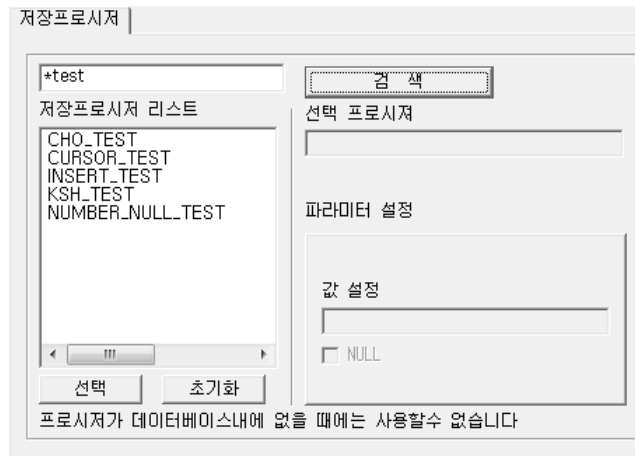 저장프로시저
*test
검 색
저장프로시저 리스트
선택 프로시져
CHO_TEST
CURSOR_TEST
INSERT_TEST
KSH_TEST
NUMBER_NULL_TEST
파라미터 설정
값 설정
NULL
선택
초기화
프로시저가 데이터베이스내에 없을 때에는 사용할수 없습니다